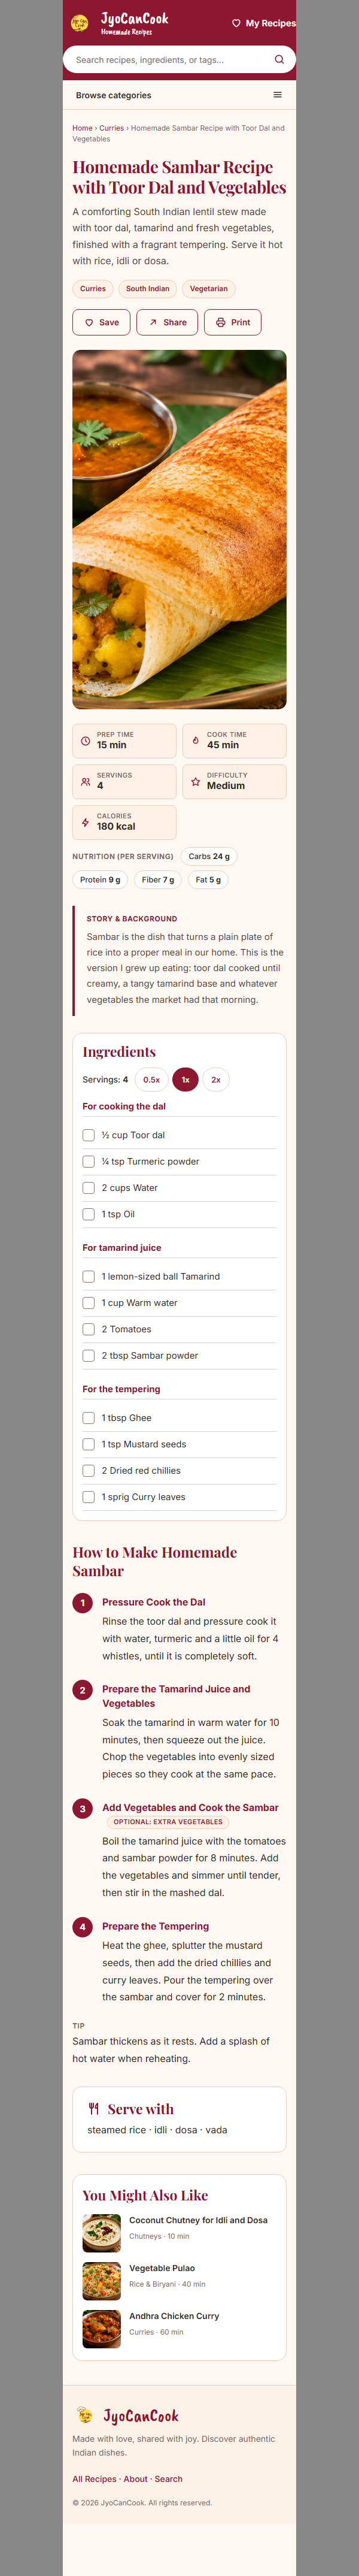 JyoCanCook
Homemade Recipes
My Recipes
Search recipes, ingredients, or tags...
Browse categories
Home › Curries › Homemade Sambar Recipe with Toor Dal and
Vegetables
Homemade Sambar Recipe
with Toor Dal and Vegetables
A comforting South Indian lentil stew made
with toor dal, tamarind and fresh vegetables,
finished with a fragrant tempering. Serve it hot
with rice, idli or dosa.
Curries South Indian Vegetarian
Save Share Print
PREP TIME
15 min
COOK TIME
45 min
SERVINGS
4
DIFFICULTY
Medium
CALORIES
180 kcal
NUTRITION (PER SERVING) Carbs 24 g
Protein 9 g Fiber 7 g Fat 5 g
STORY & BACKGROUND
Sambar is the dish that turns a plain plate of
rice into a proper meal in our home. This is the
version I grew up eating: toor dal cooked until
creamy, a tangy tamarind base and whatever
vegetables the market had that morning.
Ingredients
Servings: 4 0.5x 1x 2x
For cooking the dal
½ cup Toor dal
¼ tsp Turmeric powder
2 cups Water
1 tsp Oil
For tamarind juice
1 lemon-sized ball Tamarind
1 cup Warm water
2 Tomatoes
2 tbsp Sambar powder
For the tempering
1 tbsp Ghee
1 tsp Mustard seeds
2 Dried red chillies
1 sprig Curry leaves
How to Make Homemade
Sambar
1 Pressure Cook the Dal
Rinse the toor dal and pressure cook it
with water, turmeric and a little oil for 4
whistles, until it is completely soft.
2 Prepare the Tamarind Juice and
Vegetables
Soak the tamarind in warm water for 10
minutes, then squeeze out the juice.
Chop the vegetables into evenly sized
pieces so they cook at the same pace.
3 Add Vegetables and Cook the Sambar
OPTIONAL: EXTRA VEGETABLES
Boil the tamarind juice with the tomatoes
and sambar powder for 8 minutes. Add
the vegetables and simmer until tender,
then stir in the mashed dal.
4 Prepare the Tempering
Heat the ghee, splutter the mustard
seeds, then add the dried chillies and
curry leaves. Pour the tempering over
the sambar and cover for 2 minutes.
TIP
Sambar thickens as it rests. Add a splash of
hot water when reheating.
Serve with
steamed rice · idli · dosa · vada
You Might Also Like
Coconut Chutney for Idli and Dosa
Chutneys · 10 min
Vegetable Pulao
Rice & Biryani · 40 min
Andhra Chicken Curry
Curries · 60 min
JyoCanCook
Made with love, shared with joy. Discover authentic
Indian dishes.
All Recipes · About · Search
© 2026 JyoCanCook. All rights reserved.